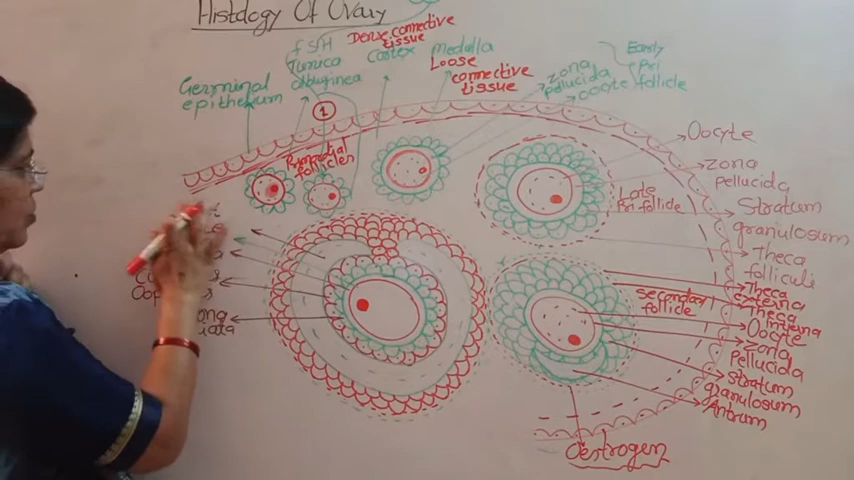 Histology Of Ovary
FSH
Tunica
albuginea
Dense connective
tissue
Cortex
Medulla
Loose
connective
tissue
Germinal
epithelium
zona
pellucida
oocyte
Early
Pri
follicle
1
Primordial
follicles
Oocyte
zona
Pellucida
Late
Pri follicle
Stratum
granulosum
Theca
folliculi
Theca
externa
Theca
interna
secondary
follicle
Oocyte
zona
Pellucida
stratum
granulosum
Antrum
Oestrogen